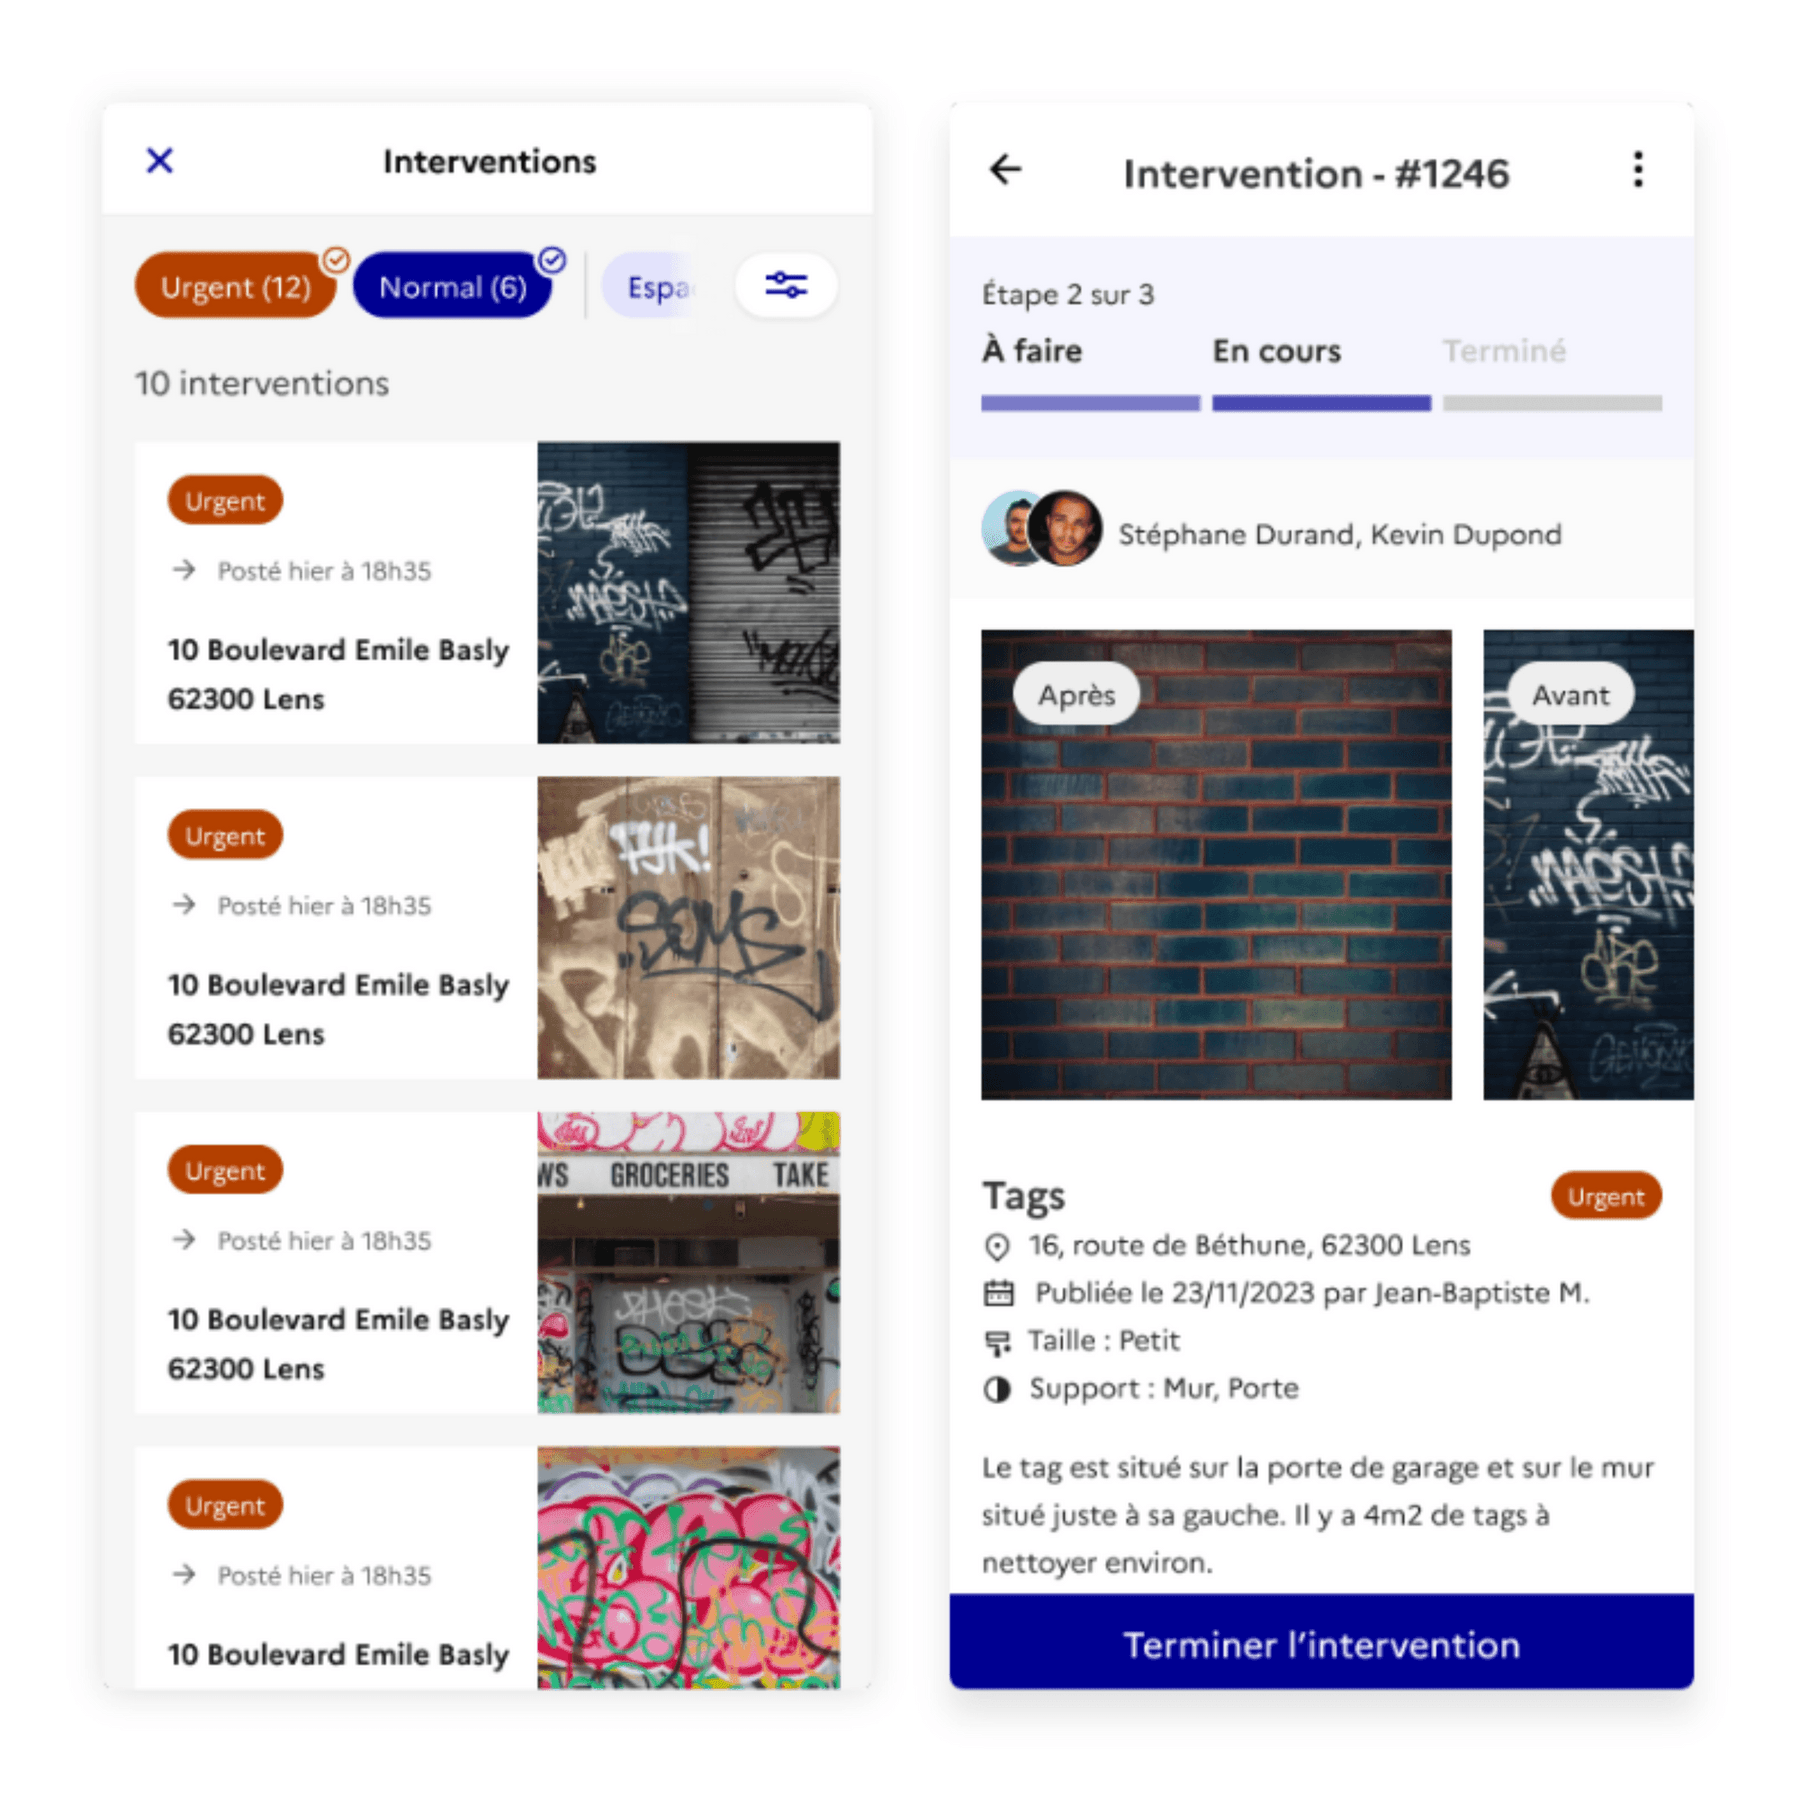 Interventions
Urgent (12)
Normal (6)
Espa
10 interventions
Urgent
Posté hier à 18h35
10 Boulevard Emile Basly
62300 Lens
Urgent
Posté hier à 18h35
10 Boulevard Emile Basly
62300 Lens
Urgent
Posté hier à 18h35
10 Boulevard Emile Basly
62300 Lens
WS GROCERIES TAKE
Urgent
Posté hier à 18h35
10 Boulevard Emile Basly
Intervention - #1246
Étape 2 sur 3
À faire
En cours
Terminé
Stéphane Durand, Kevin Dupond
Après
Avant
Tags
Urgent
16, route de Béthune, 62300 Lens
Publiée le 23/11/2023 par Jean-Baptiste M.
Taille : Petit
Support : Mur, Porte
Le tag est situé sur la porte de garage et sur le mur
situé juste à sa gauche. Il y a 4m2 de tags à
nettoyer environ.
Terminer l’intervention